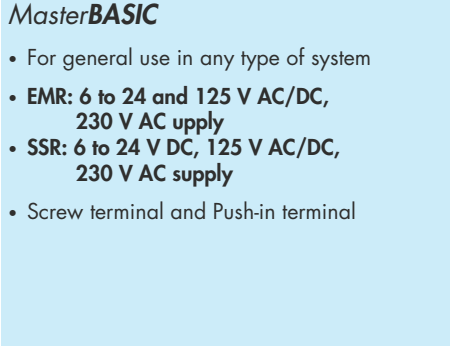 MasterBASIC
• For general use in any type of system
• EMR: 6 to 24 and 125 V AC/DC,
230 V AC upply
• SSR: 6 to 24 V DC, 125 V AC/DC,
230 V AC supply
• Screw terminal and Push-in terminal